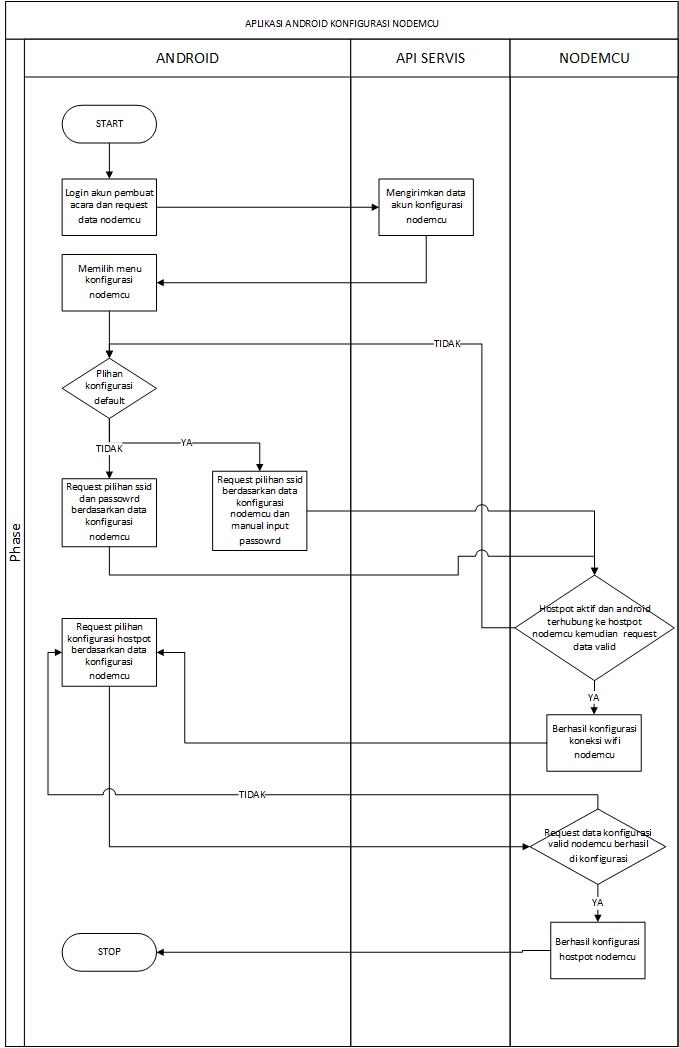 APLIKASI ANDROID KONFIGURASI NODEMCU
ANDROID
API SERVIS
NODEMCU
Phase
START
Login akun pembuat
acara dan request
data nodemcu
Mengirimkan data
akun konfigurasi
nodemcu
Memilih menu
konfigurasi
nodemcu
TIDAK
Plihan
konfigurasi
default
TIDAK
YA
Request pilihan ssid
dan passowrd
berdasarkan data
konfigurasi
nodemcu
Request pilihan ssid
berdasarkan data
konfigurasi
nodemcu dan
manual input
passowrd
Hostpot aktif dan android
terhubung ke hostpot
nodemcu kemudian request
data valid
Request pilihan
konfigurasi hostpot
berdasarkan data
konfigurasi
nodemcu
YA
Berhasil konfigurasi
koneksi wifi
nodemcu
TIDAK
Request data konfigurasi
valid nodemcu berhasil
di konfigurasi
YA
Berhasil konfigurasi
hostpot nodemcu
STOP